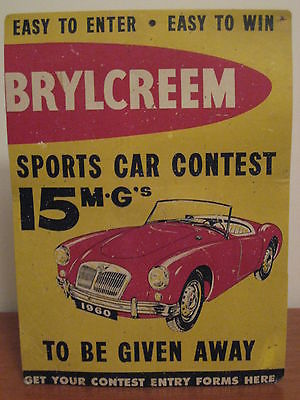 EASY TO ENTER • EASY TO WIN
BRYLCREEM
SPORTS CAR CONTEST
15 M•G's
1960
TO BE GIVEN AWAY
GET YOUR CONTEST ENTRY FORMS HERE